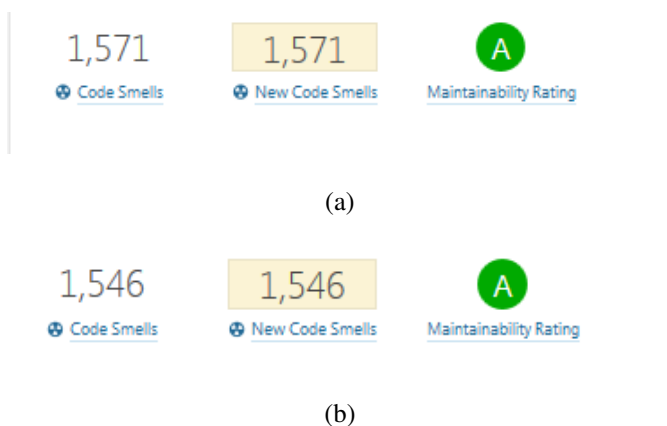 1,571 1,571 A
Code Smells New Code Smells Maintainability Rating
(a)
1,546 1,546 A
Code Smells New Code Smells Maintainability Rating
(b)